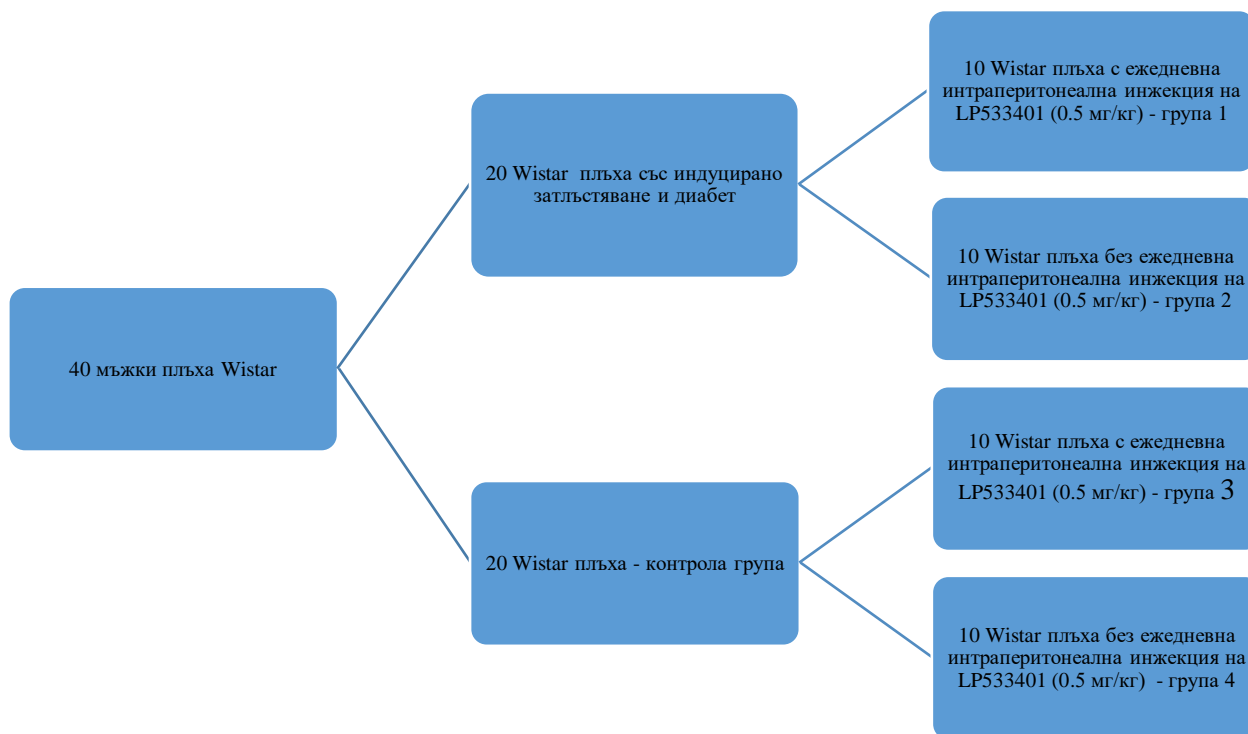 40 мъжки плъха Wistar
20 Wistar плъха със индуцирано
затлъстяване и диабет
10 Wistar плъха с ежедневна
интраперитонеална инжекция на
LP533401 (0.5 мг/кг) - група 1
10 Wistar плъха без ежедневна
интраперитонеална инжекция на
LP533401 (0.5 мг/кг) - група 2
20 Wistar плъха - контрола група
10 Wistar плъха с ежедневна
интраперитонеална инжекция на
LP533401 (0.5 мг/кг) - група 3
10 Wistar плъха без ежедневна
интраперитонеална инжекция на
LP533401 (0.5 мг/кг) - група 4